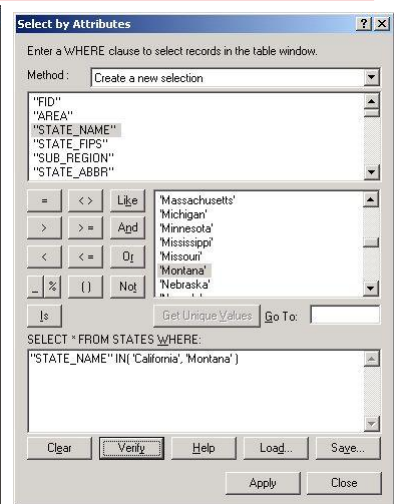 Select by Attributes
? X
Enter a WHERE clause to select records in the table window.
Method : Create a new selection
"FID"
"AREA"
"STATE_NAME"
"STATE_FIPS"
"SUB_REGION"
"STATE_ABBR"
= < > Like
> > = And
< < = Or
_ % ( ) Not
Is
'Massachusetts'
'Michigan'
'Minnesota'
'Mississippi'
'Missouri'
'Montana'
'Nebraska'
Get Unique Values Go To:
SELECT * FROM STATES WHERE:
"STATE_NAME" IN( 'California', 'Montana' )
Clear Verify Help Load... Save...
Apply Close